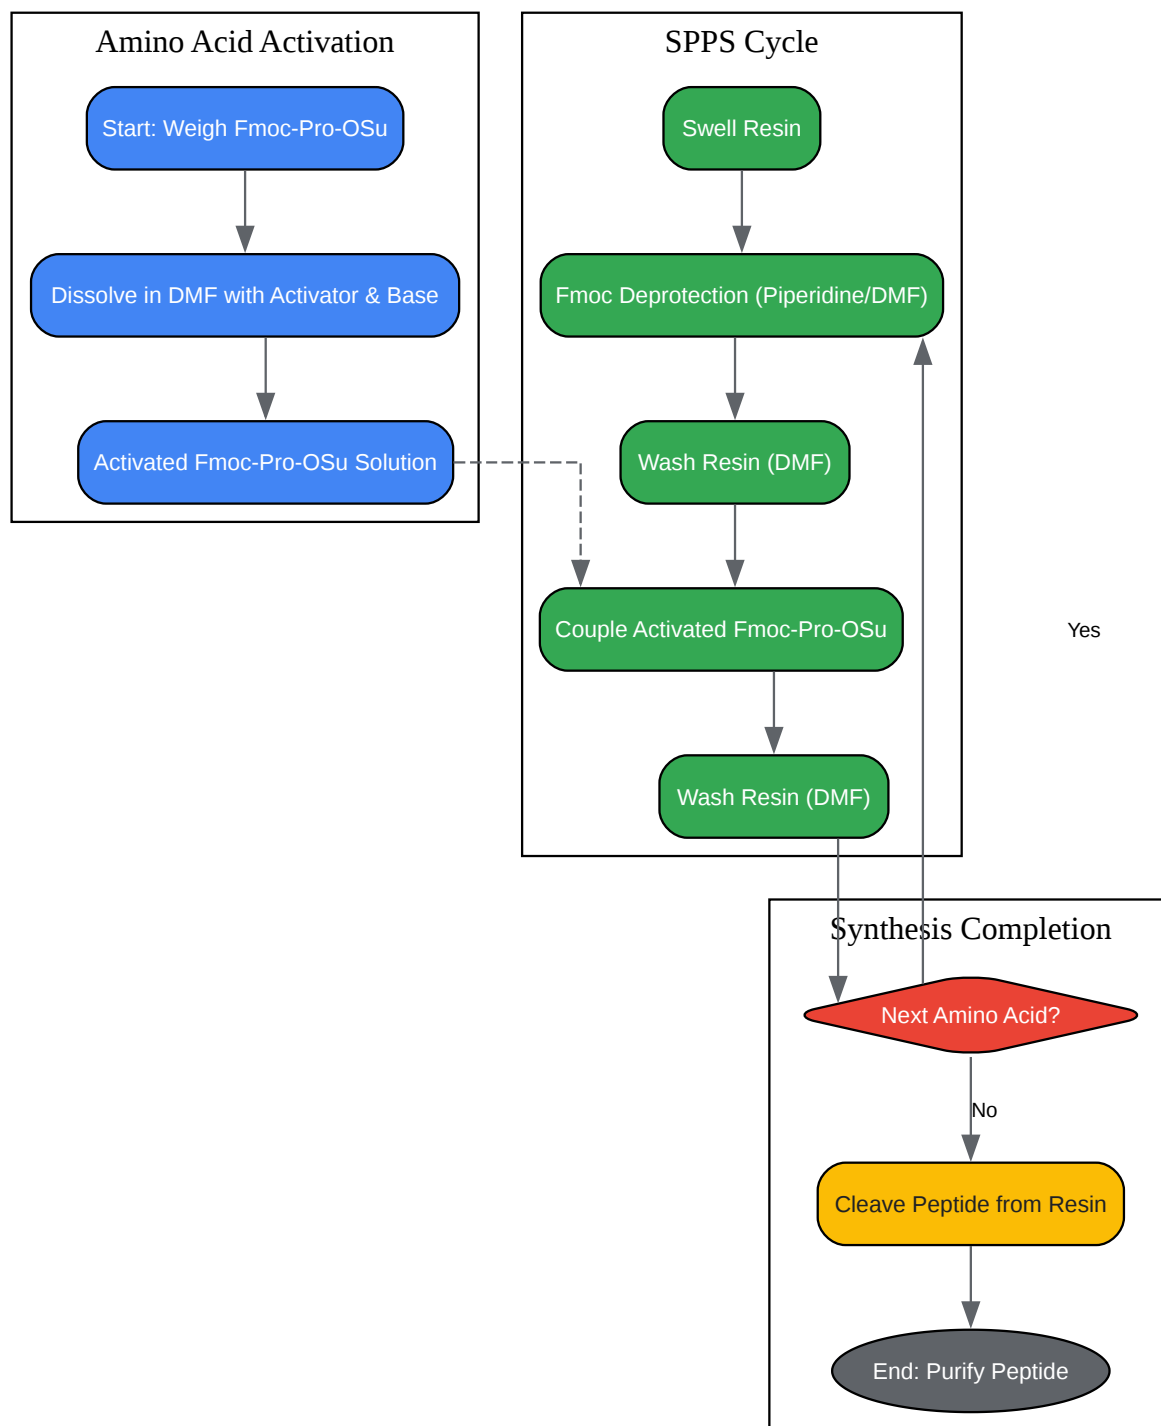 Amino Acid Activation
Start: Weigh Fmoc-Pro-OSu
Dissolve in DMF with Activator & Base
Activated Fmoc-Pro-OSu Solution
SPPS Cycle
Swell Resin
Fmoc Deprotection (Piperidine/DMF)
Wash Resin (DMF)
Couple Activated Fmoc-Pro-OSu
Wash Resin (DMF)
Yes
Synthesis Completion
Next Amino Acid?
No
Cleave Peptide from Resin
End: Purify Peptide